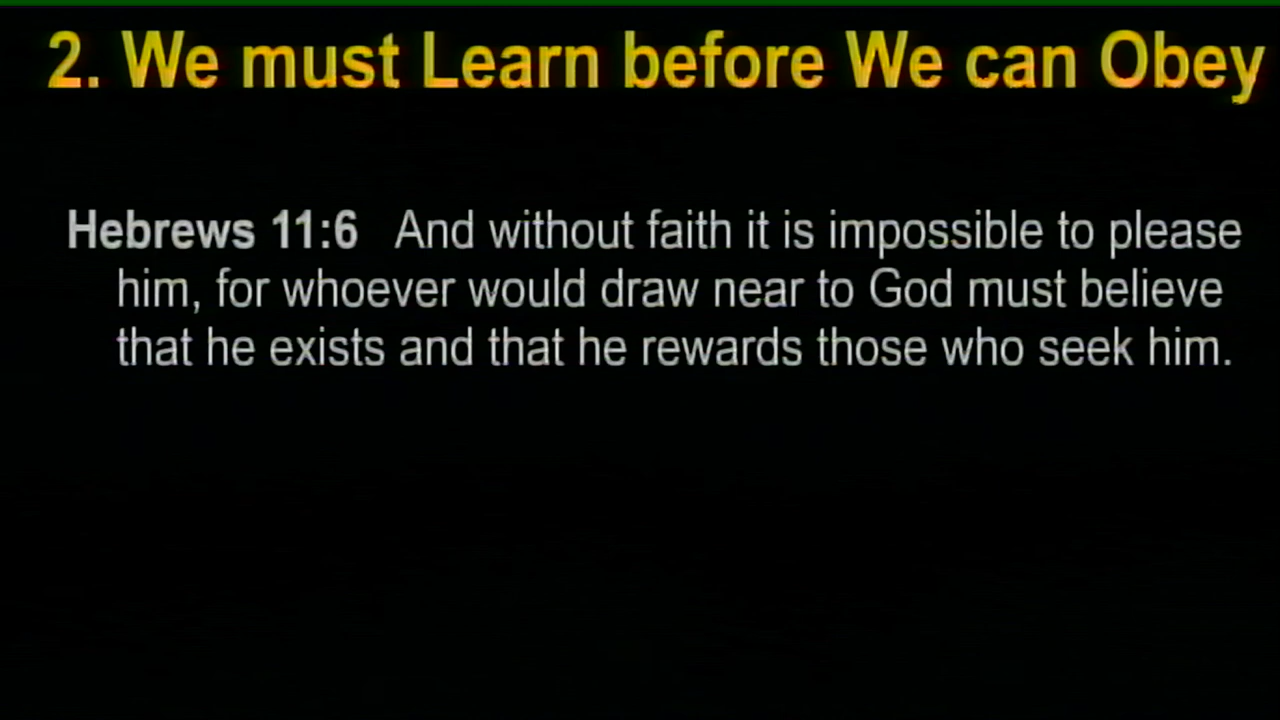 2. We must Learn before We can Obey
Hebrews 11:6 And without faith it is impossible to please
him, for whoever would draw near to God must believe
that he exists and that he rewards those who seek him.